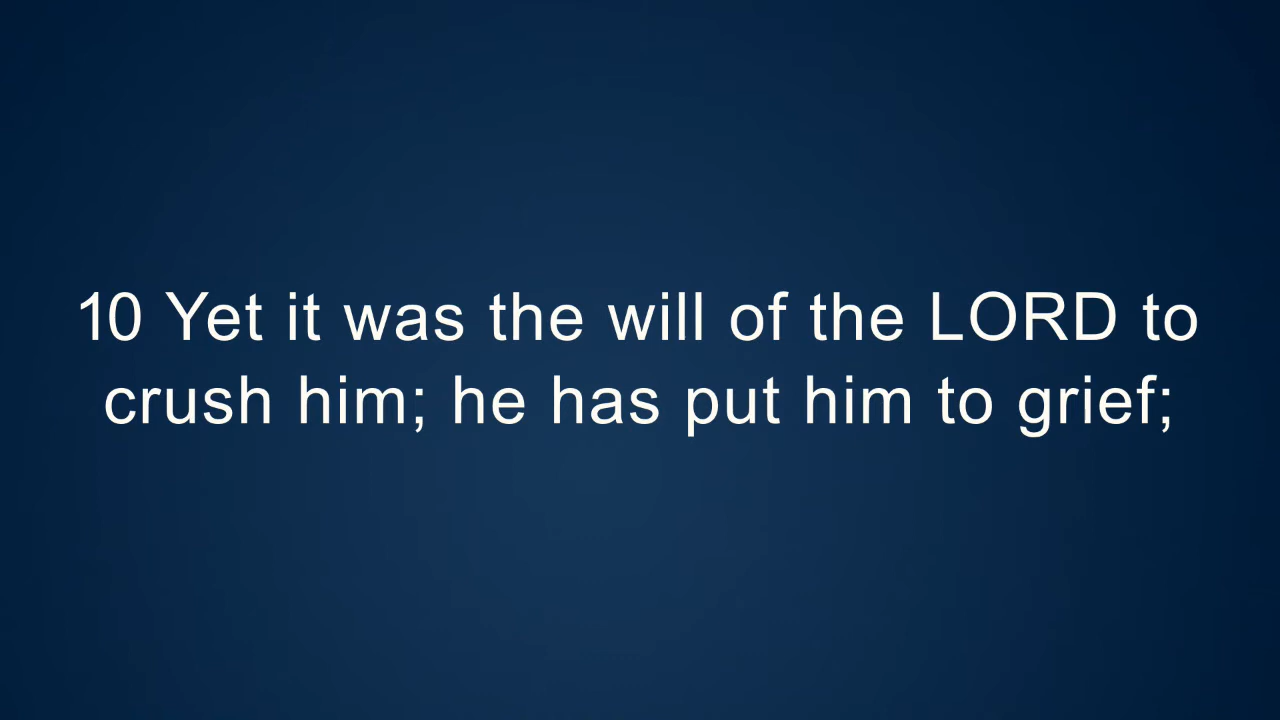 10 Yet it was the will of the LORD to
crush him; he has put him to grief;